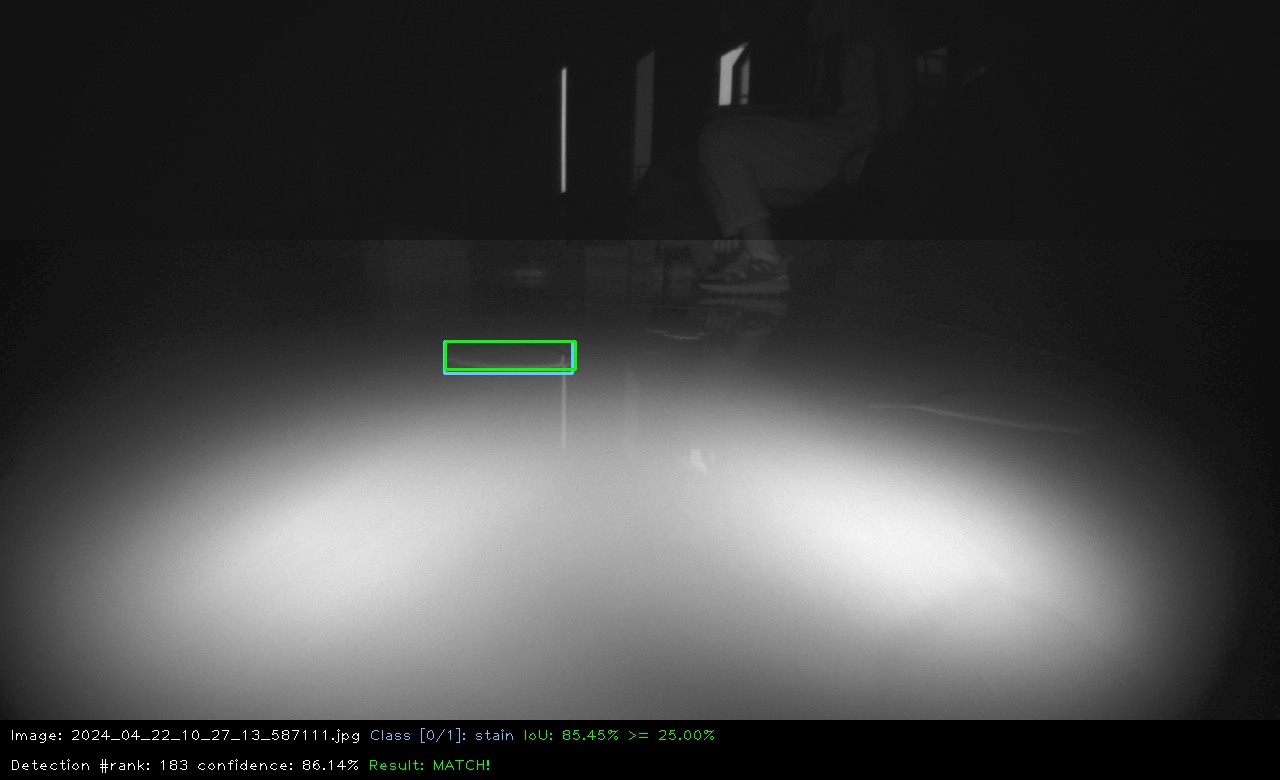 Image: 2024_04_22_10_27_13_587111.jpg Class [0/1]: stain IoU: 85.45% >= 25.00%
Detection #rank: 183 confidence: 86.14% Result: MATCH!